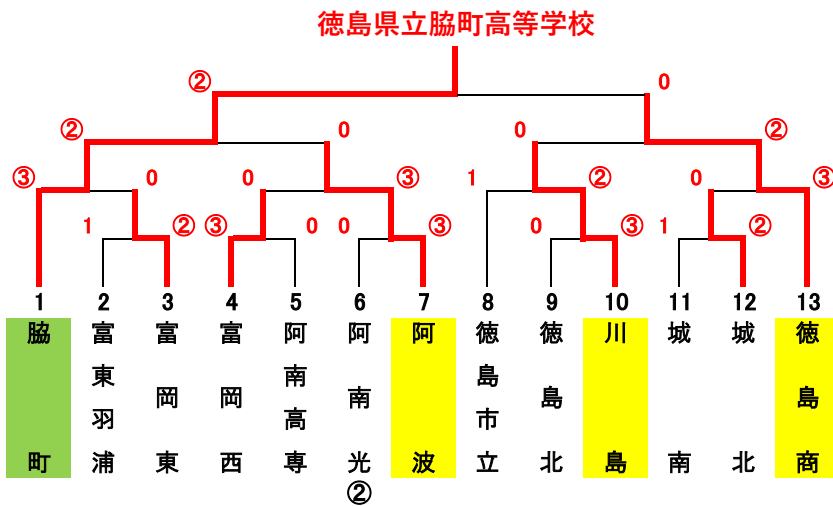 徳島県立脇町高等学校
② 0
② 0 0 ②
③ 0 0 ③ 1 ② 0 ③
1 ② ③ 0 0 ③ 0 ③ 1 ②
1 2 3 4 5 6 7 8 9 10 11 12 13
脇町
富東羽浦
富岡東
富岡西
阿南高専
阿南光②
阿波
徳島市立
徳島北
川島
城南
城北
徳島商